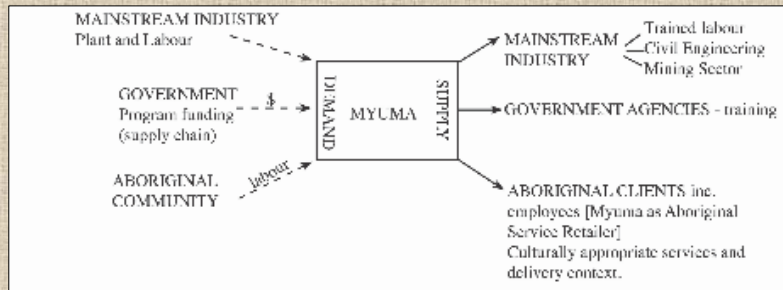 MAINSTREAM INDUSTRY
Plant and Labour
GOVERNMENT
Program funding
(supply chain)
$
ABORIGINAL
COMMUNITY
labour
DEMAND
MYUMA
SUPPLY
MAINSTREAM
INDUSTRY
Trained labour
Civil Engineering
Mining Sector
GOVERNMENT AGENCIES - training
ABORIGINAL CLIENTS inc.
employees [Myuma as Aboriginal
Service Retailer]
Culturally appropriate services and
delivery context.